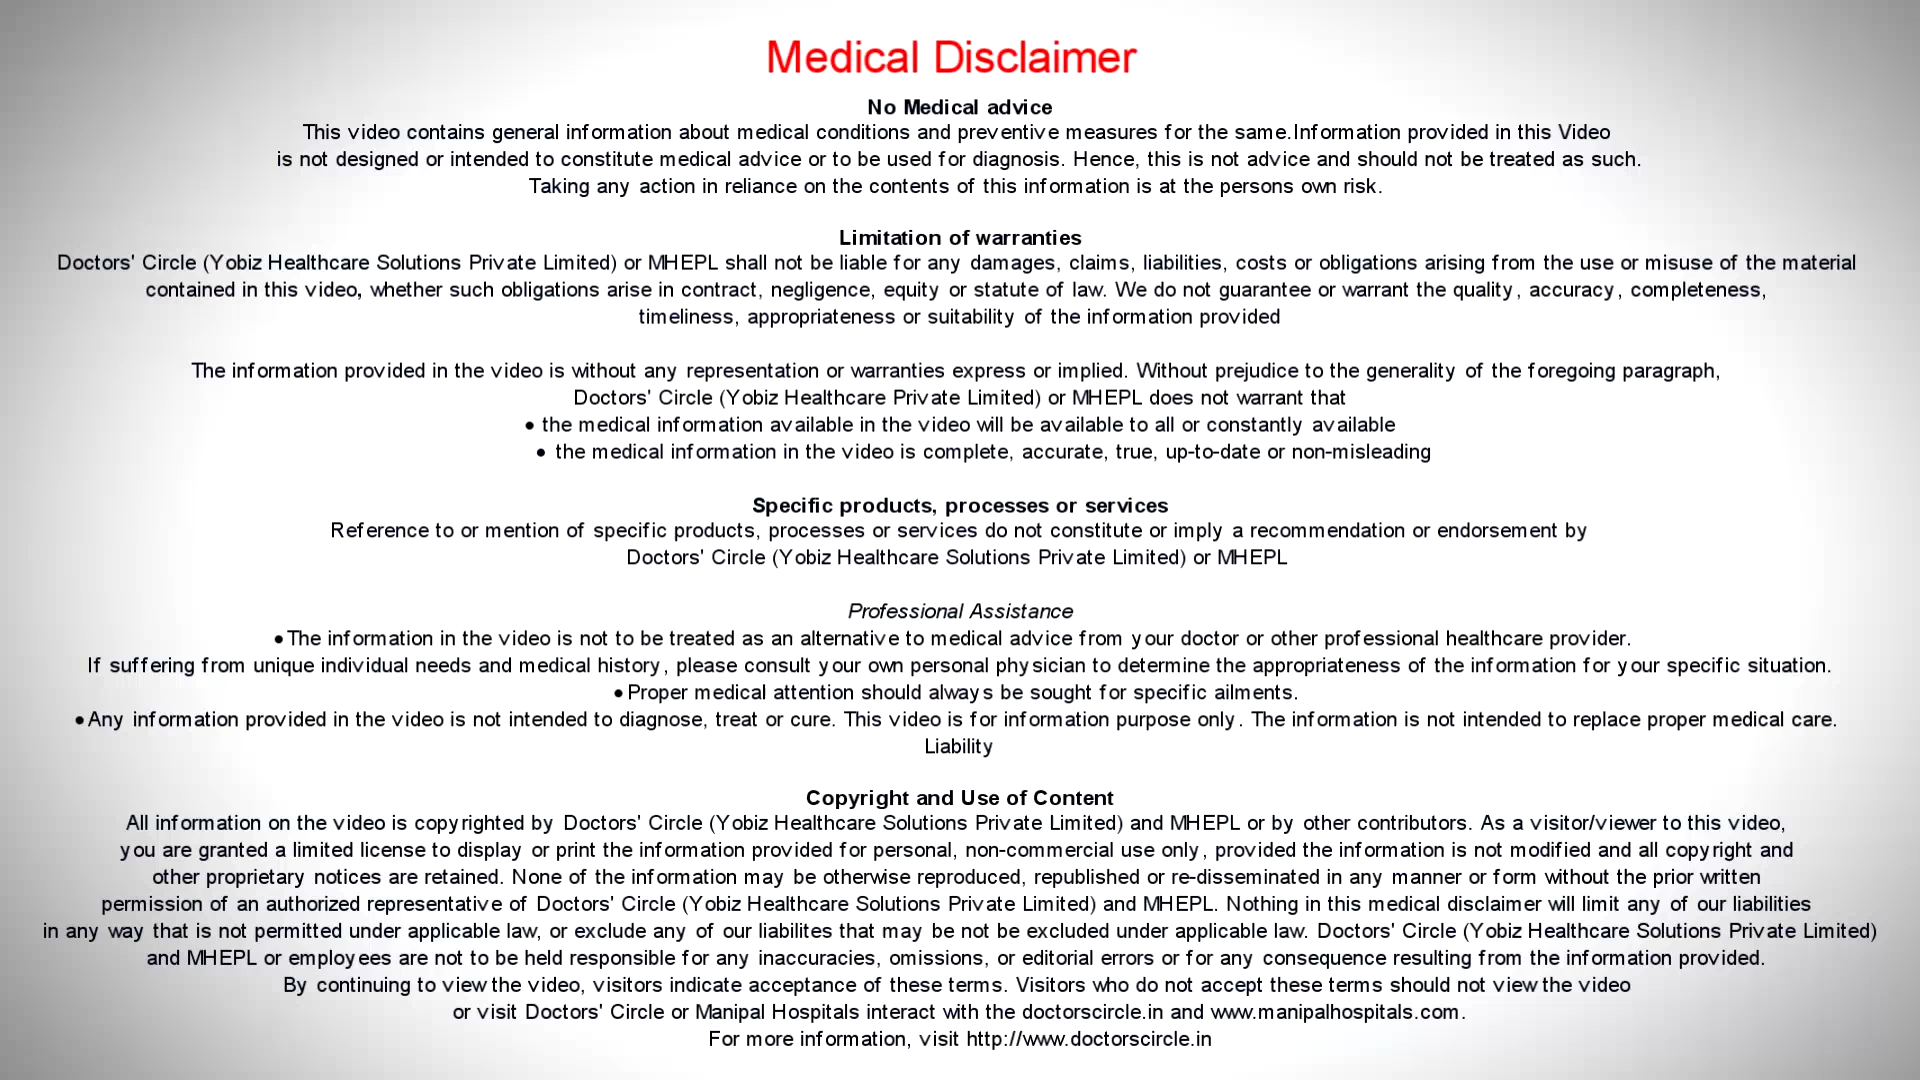 Medical Disclaimer
No Medical advice
This video contains general information about medical conditions and preventive measures for the same.Information provided in this Video
is not designed or intended to constitute medical advice or to be used for diagnosis. Hence, this is not advice and should not be treated as such.
Taking any action in reliance on the contents of this information is at the persons own risk.
Limitation of warranties
Doctors' Circle (Yobiz Healthcare Solutions Private Limited) or MHEPL shall not be liable for any damages, claims, liabilities, costs or obligations arising from the use or misuse of the material
contained in this video, whether such obligations arise in contract, negligence, equity or statute of law. We do not guarantee or warrant the quality, accuracy, completeness,
timeliness, appropriateness or suitability of the information provided
The information provided in the video is without any representation or warranties express or implied. Without prejudice to the generality of the foregoing paragraph,
Doctors' Circle (Yobiz Healthcare Private Limited) or MHEPL does not warrant that
• the medical information available in the video will be available to all or constantly available
• the medical information in the video is complete, accurate, true, up-to-date or non-misleading
Specific products, processes or services
Reference to or mention of specific products, processes or services do not constitute or imply a recommendation or endorsement by
Doctors' Circle (Yobiz Healthcare Solutions Private Limited) or MHEPL
Professional Assistance
•The information in the video is not to be treated as an alternative to medical advice from your doctor or other professional healthcare provider.
If suffering from unique individual needs and medical history, please consult your own personal physician to determine the appropriateness of the information for your specific situation.
•Proper medical attention should always be sought for specific ailments.
•Any information provided in the video is not intended to diagnose, treat or cure. This video is for information purpose only. The information is not intended to replace proper medical care.
Liability
Copyright and Use of Content
All information on the video is copyrighted by Doctors' Circle (Yobiz Healthcare Solutions Private Limited) and MHEPL or by other contributors. As a visitor/viewer to this video,
you are granted a limited license to display or print the information provided for personal, non-commercial use only, provided the information is not modified and all copyright and
other proprietary notices are retained. None of the information may be otherwise reproduced, republished or re-disseminated in any manner or form without the prior written
permission of an authorized representative of Doctors' Circle (Yobiz Healthcare Solutions Private Limited) and MHEPL. Nothing in this medical disclaimer will limit any of our liabilities
in any way that is not permitted under applicable law, or exclude any of our liabilites that may be not be excluded under applicable law. Doctors' Circle (Yobiz Healthcare Solutions Private Limited)
and MHEPL or employees are not to be held responsible for any inaccuracies, omissions, or editorial errors or for any consequence resulting from the information provided.
By continuing to view the video, visitors indicate acceptance of these terms. Visitors who do not accept these terms should not view the video
or visit Doctors' Circle or Manipal Hospitals interact with the doctorscircle.in and www.manipalhospitals.com.
For more information, visit http://www.doctorscircle.in